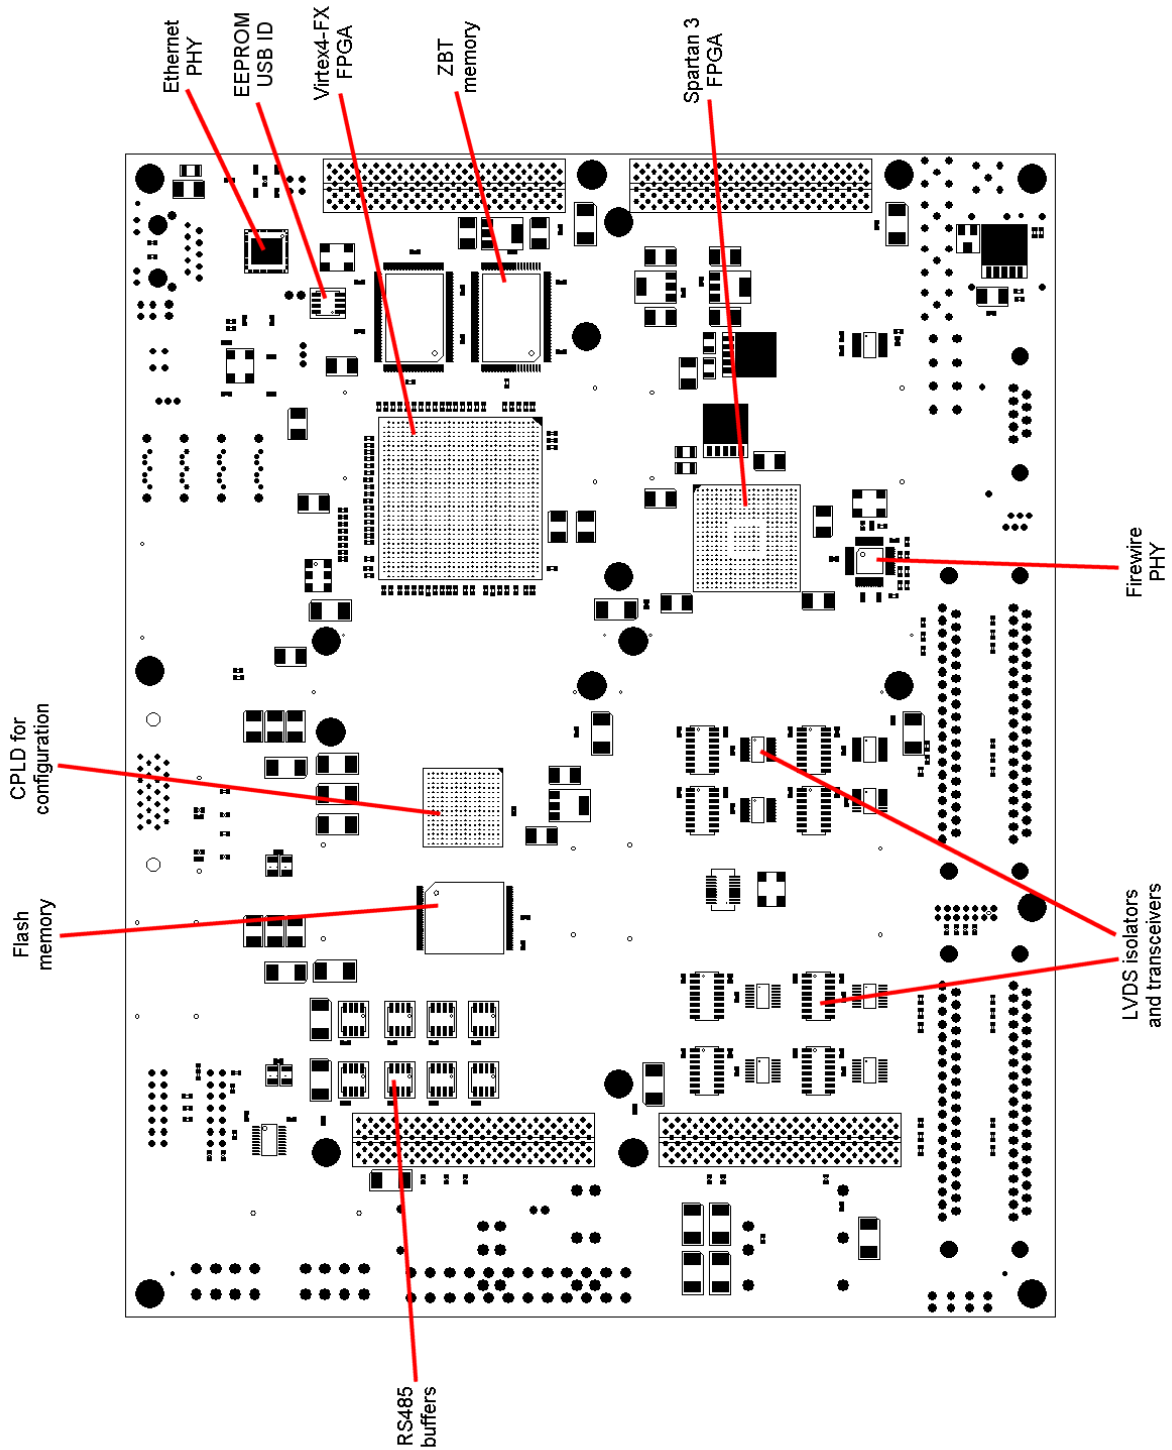 Ethernet
PHY
EEPROM
USB ID
Virtex4-FX
FPGA
ZBT
memory
Spartan 3
FPGA
Firewire
PHY
CPLD for
configuration
Flash
memory
LVDS isolators
and transceivers
RS485
buffers